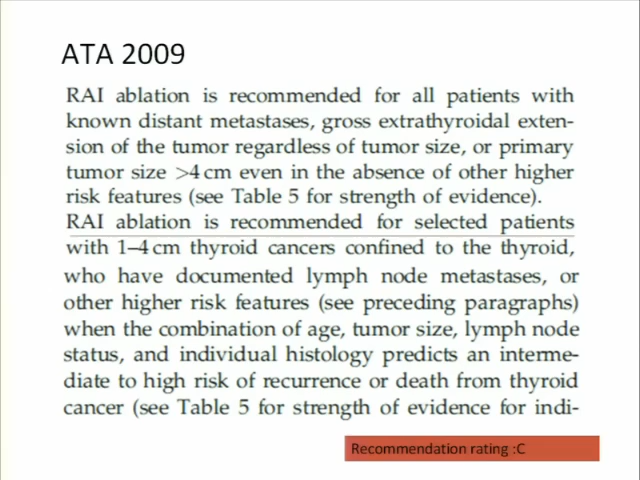 ATA 2009
RAI ablation is recommended for all patients with
known distant metastases, gross extrathyroidal exten-
sion of the tumor regardless of tumor size, or primary
tumor size >4 cm even in the absence of other higher
risk features (see Table 5 for strength of evidence).
RAI ablation is recommended for selected patients
with 1–4 cm thyroid cancers confined to the thyroid,
who have documented lymph node metastases, or
other higher risk features (see preceding paragraphs)
when the combination of age, tumor size, lymph node
status, and individual histology predicts an interme-
diate to high risk of recurrence or death from thyroid
cancer (see Table 5 for strength of evidence for indi-
Recommendation rating :C